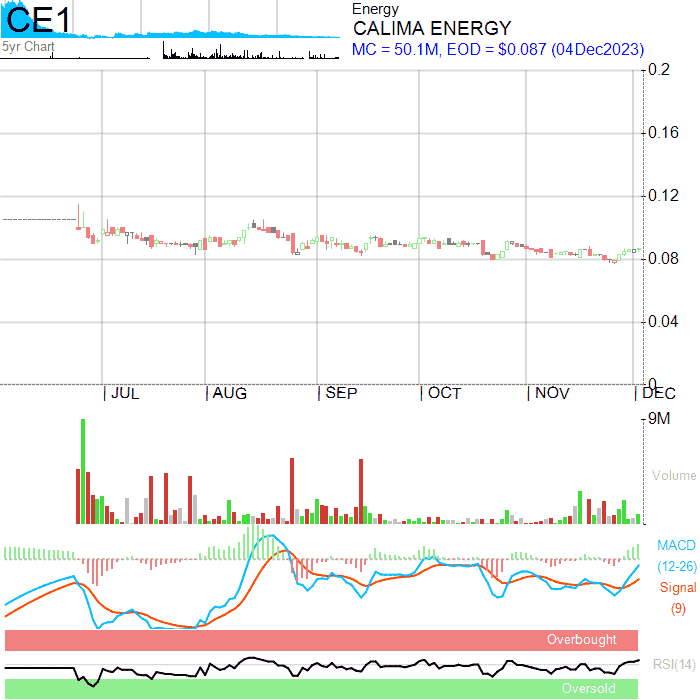 CE1
5yr Chart
Energy
CALIMA ENERGY
MC = 50.1M, EOD = $0.087 (04Dec2023)
0.2
0.16
0.12
0.08
0.04
0
JUL AUG SEP OCT NOV DEC
9M
Volume
MACD
(12-26)
Signal
(9)
Overbought
RSI(14)
Oversold